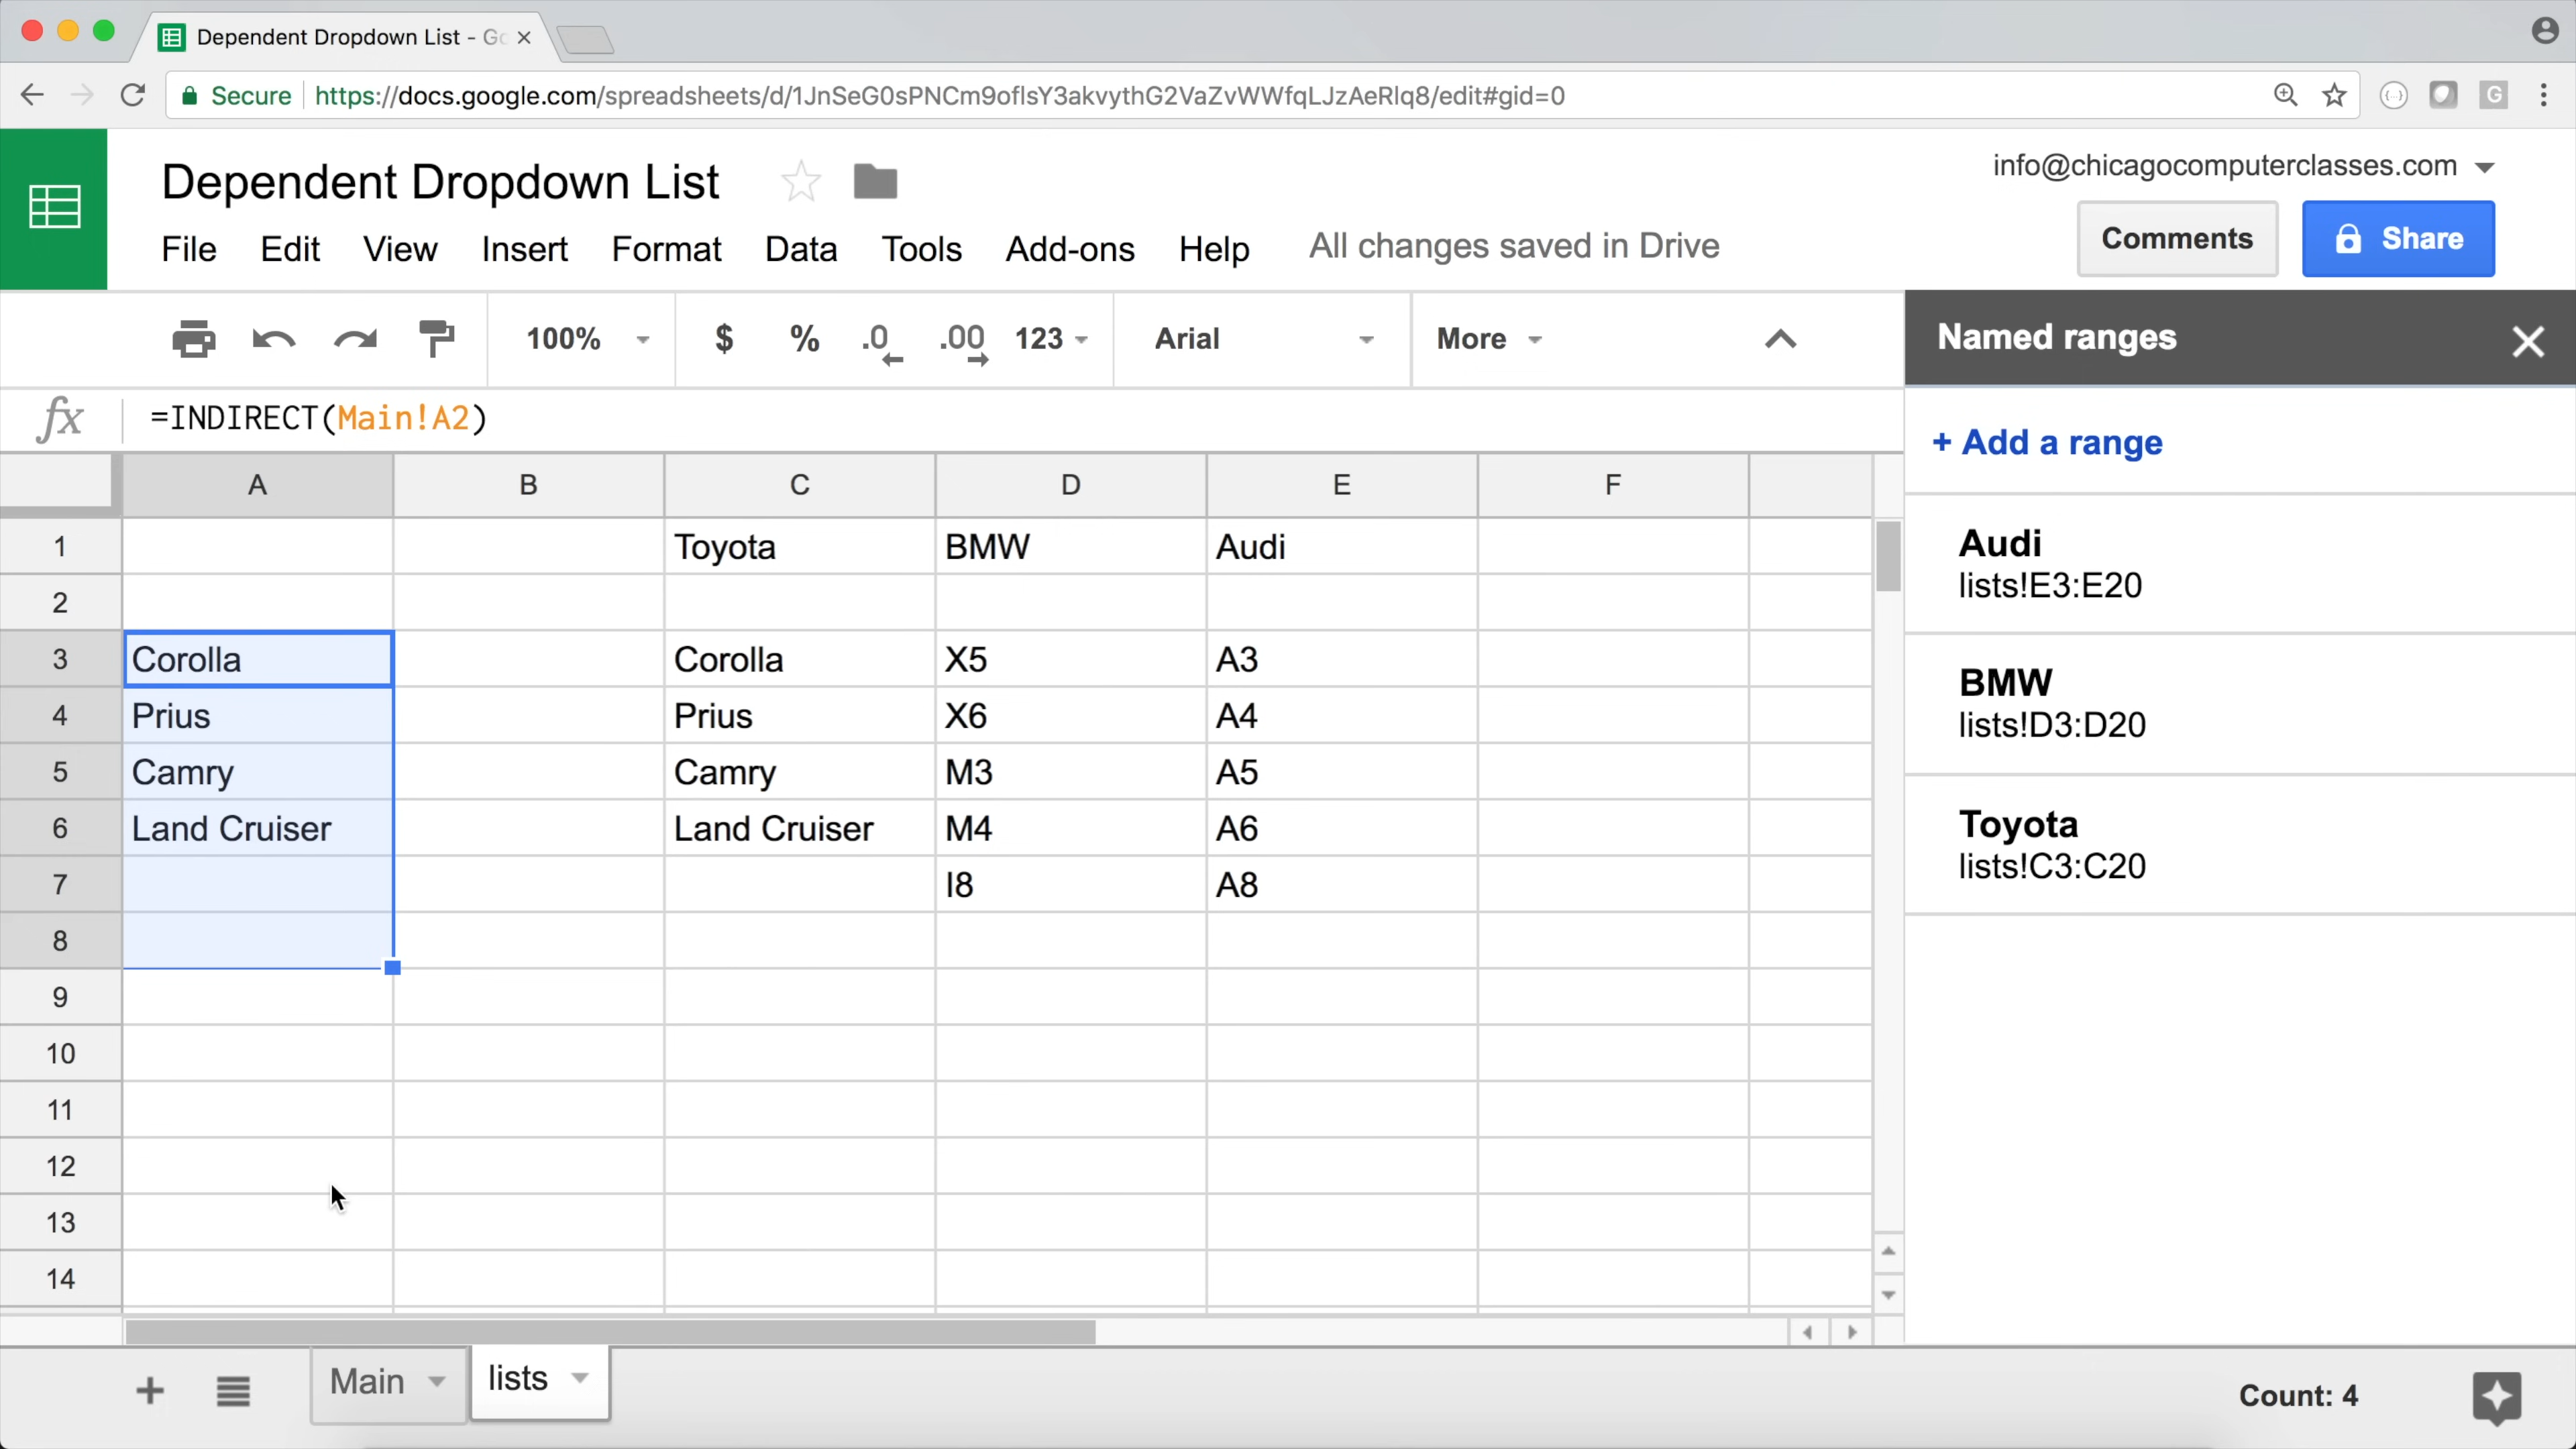 Dependent Dropdown List - Go
Secure https://docs.google.com/spreadsheets/d/1JnSeG0sPNCm9oflsY3akvythG2VaZvWWfqLJzAeRlq8/edit#gid=0
G
Dependent Dropdown List
info@chicagocomputerclasses.com
File Edit View Insert Format Data Tools Add-ons Help All changes saved in Drive
Comments Share
100% $ % .0 .00 123 Arial More
Named ranges
fx =INDIRECT(Main!A2)
+ Add a range
A B C D E F
1 Toyota BMW Audi
2
3 Corolla Corolla X5 A3
4 Prius Prius X6 A4
5 Camry Camry M3 A5
6 Land Cruiser Land Cruiser M4 A6
7 I8 A8
8
9
10
11
12
13
14
Audi
lists!E3:E20
BMW
lists!D3:D20
Toyota
lists!C3:C20
Main lists
Count: 4